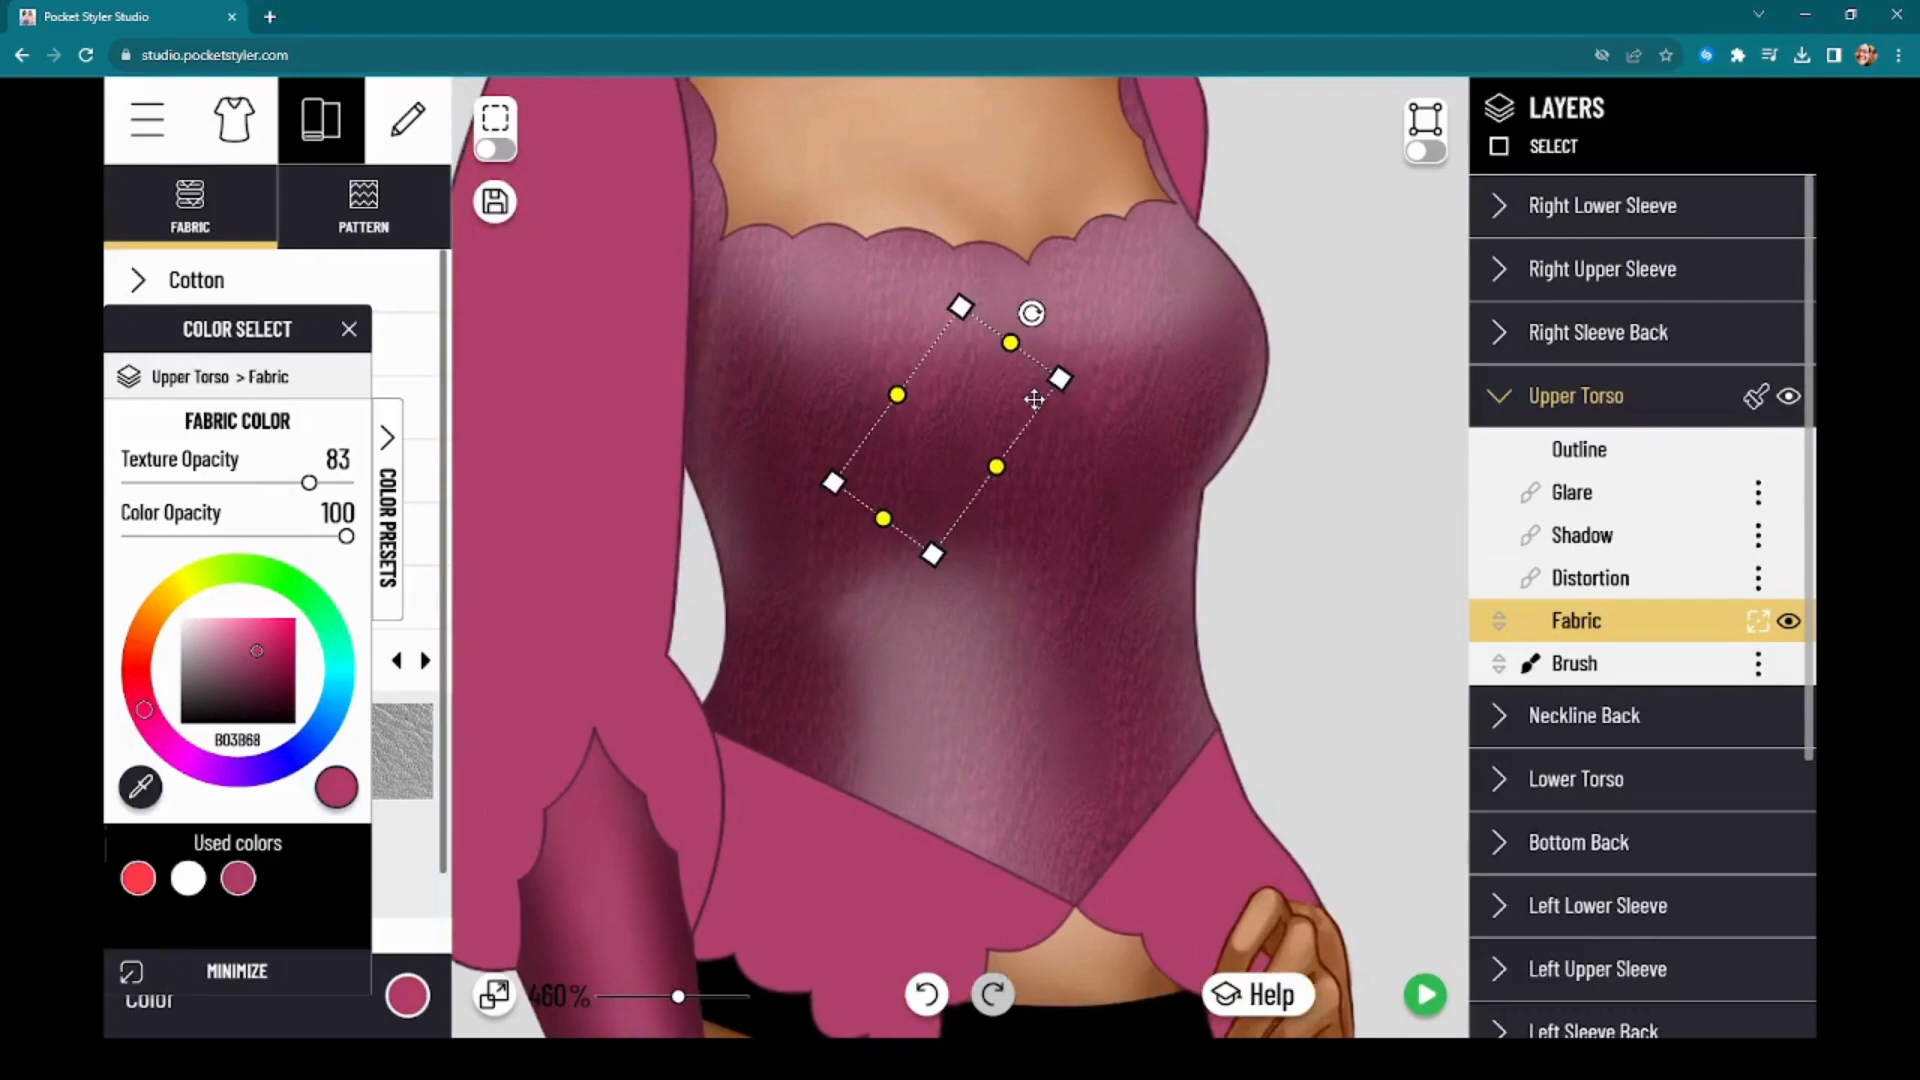 Pocket Styler Studio
studio.pocketstyler.com
LAYERS
SELECT
FABRIC
PATTERN
Cotton
COLOR SELECT
Upper Torso > Fabric
FABRIC COLOR
Texture Opacity 83
Color Opacity 100
COLOR PRESETS
B03B68
Used colors
MINIMIZE
Color
460%
Help
Right Lower Sleeve
Right Upper Sleeve
Right Sleeve Back
Upper Torso
Outline
Glare
Shadow
Distortion
Fabric
Brush
Neckline Back
Lower Torso
Bottom Back
Left Lower Sleeve
Left Upper Sleeve
Left Sleeve Back